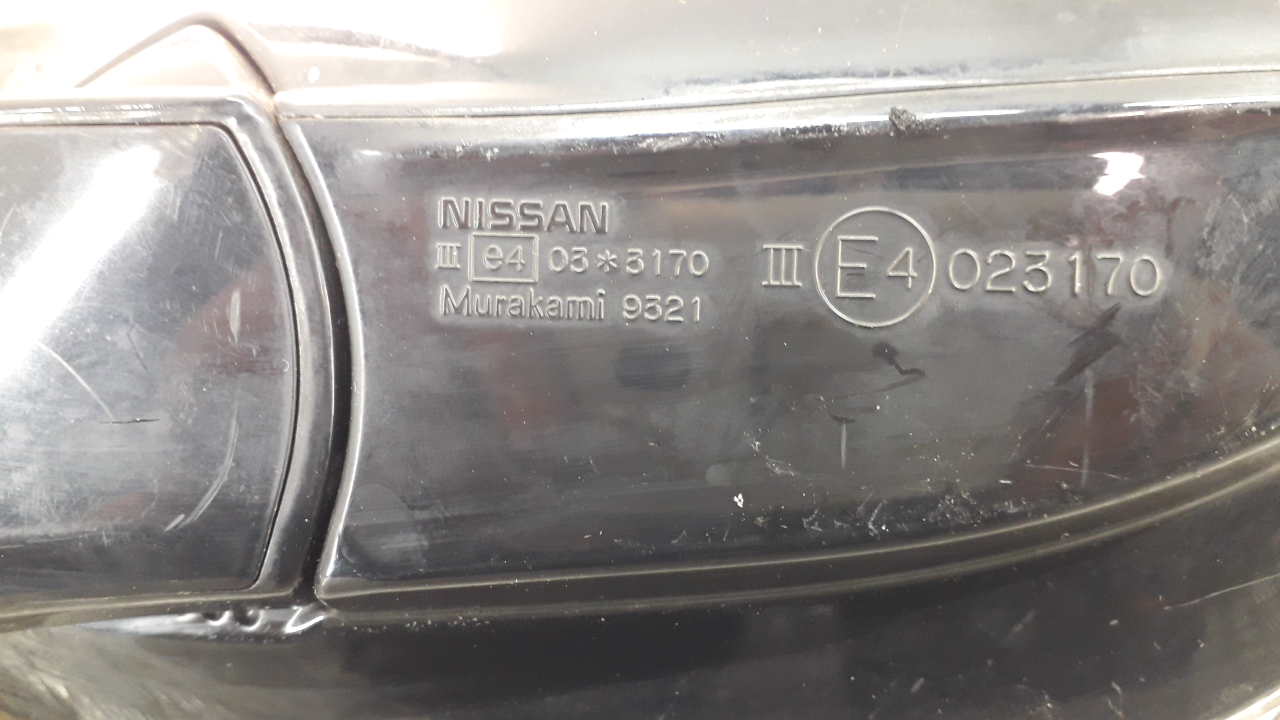 NISSAN
III e4 03*3170
Murakami 9321
III E4 023170